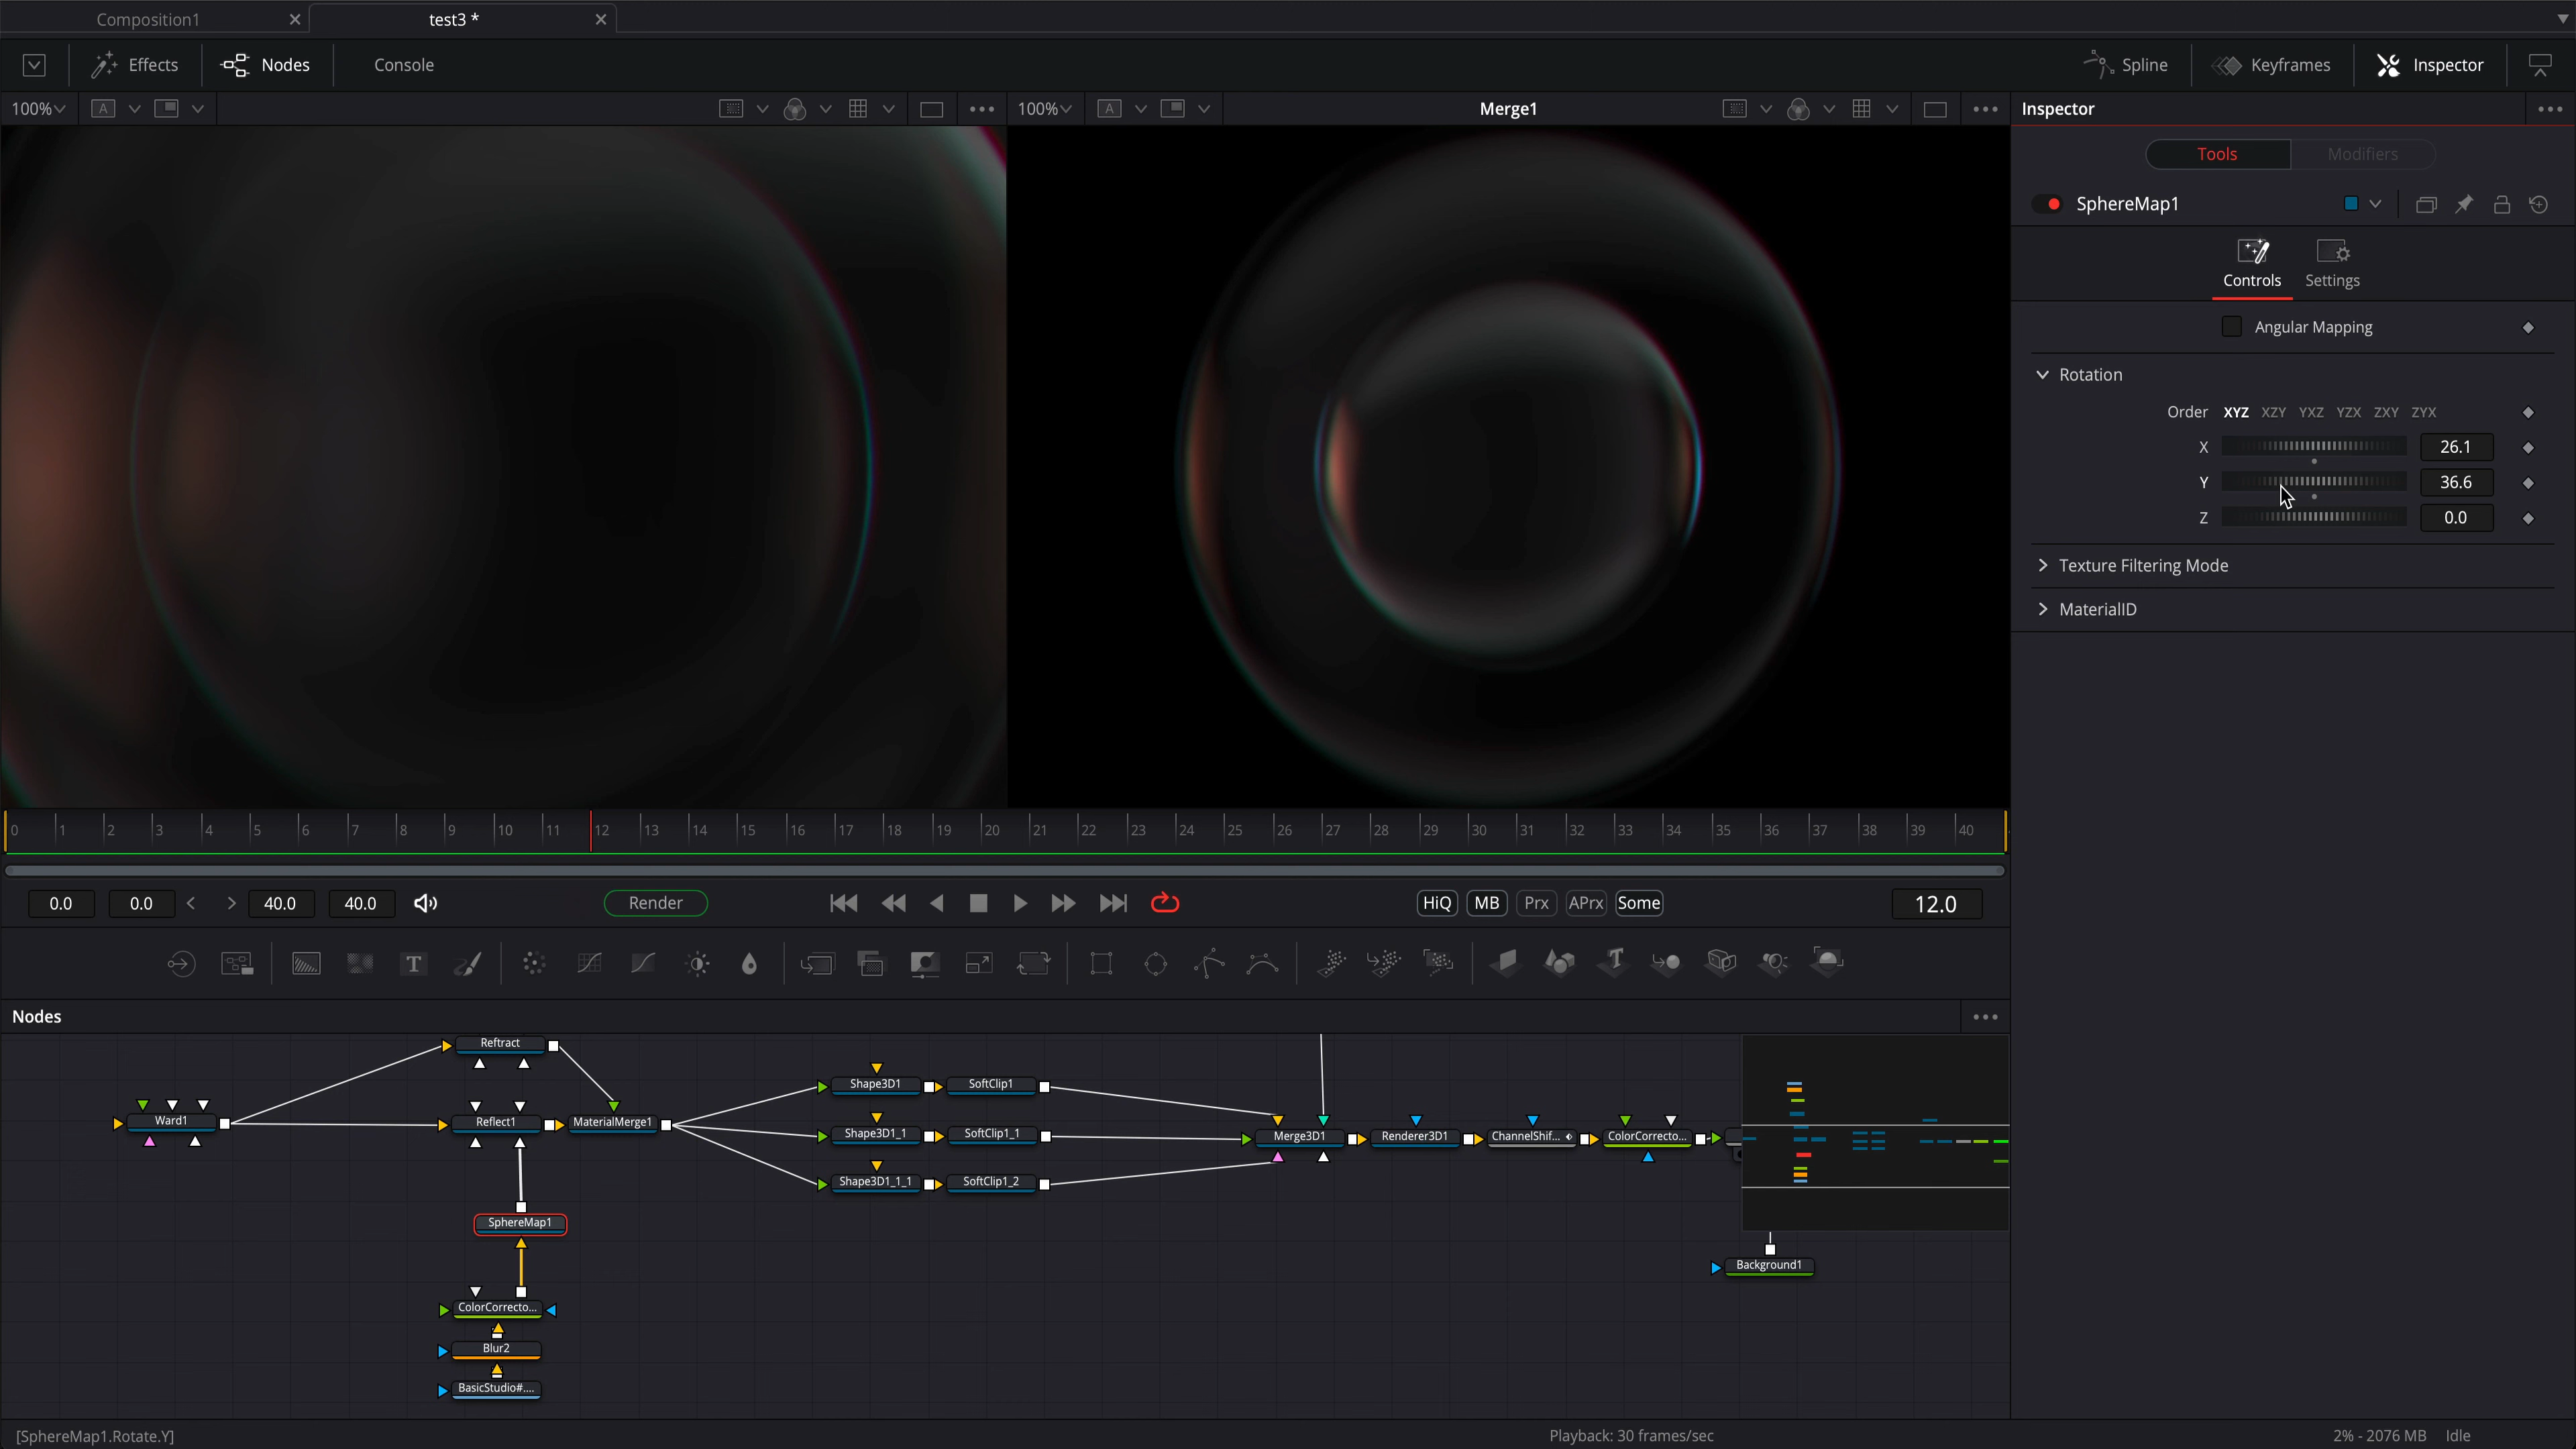 Composition1
test3 *
Effects
Nodes
Console
Spline
Keyframes
Inspector
100%
A
100%
A
Merge1
Inspector
Tools
Modifiers
SphereMap1
Controls
Settings
Angular Mapping
Rotation
Order XYZ XZY YXZ YZX ZXY ZYX
X 26.1
Y 36.6
Z 0.0
Texture Filtering Mode
MaterialID
0 1 2 3 4 5 6 7 8 9 10 11 12 13 14 15 16 17 18 19 20 21 22 23 24 25 26 27 28 29 30 31 32 33 34 35 36 37 38 39 40
0.0 0.0 < > 40.0 40.0
Render
HiQ MB Prx APrx Some
12.0
T
Nodes
Reftract
Ward1
Reflect1
MaterialMerge1
Shape3D1
SoftClip1
Shape3D1_1
SoftClip1_1
Shape3D1_1_1
SoftClip1_2
Merge3D1
Renderer3D1
ChannelShif...
ColorCorrecto...
SphereMap1
ColorCorrecto...
Blur2
BasicStudio#....
Background1
[SphereMap1.Rotate.Y]
Playback: 30 frames/sec
2% - 2076 MB
Idle